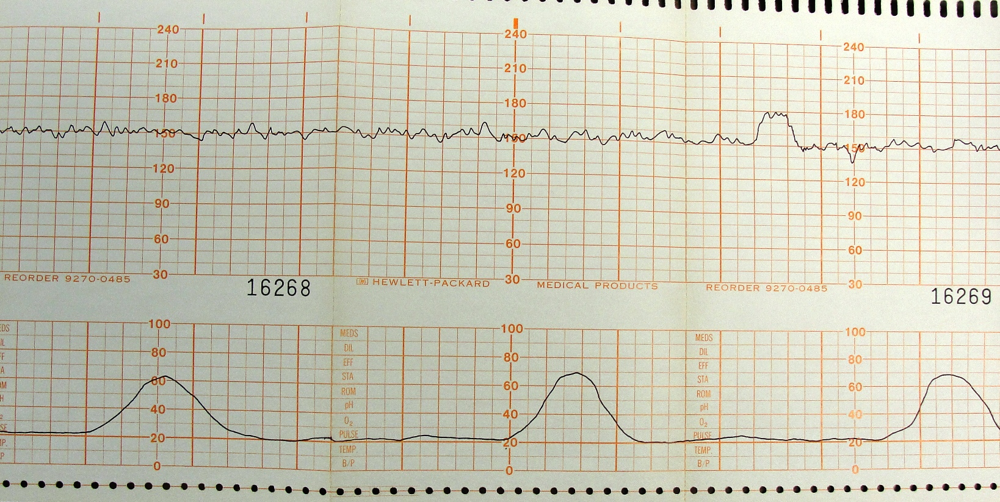 240 240 240
210 210 210
180 180 180
150 150 150
120 120 120
90 90 90
60 60 60
30 30 30
REORDER 9270-0485 16268 hp HEWLETT-PACKARD MEDICAL PRODUCTS REORDER 9270-0485 16269
100 100 100
80 80 80
60 60 60
40 40 40
20 20 20
0 0 0
MEDS MEDS
DIL DIL
EFF EFF
STA STA
ROM ROM
pH pH
O₂ O₂
PULSE PULSE
TEMP. TEMP.
B/P B/P